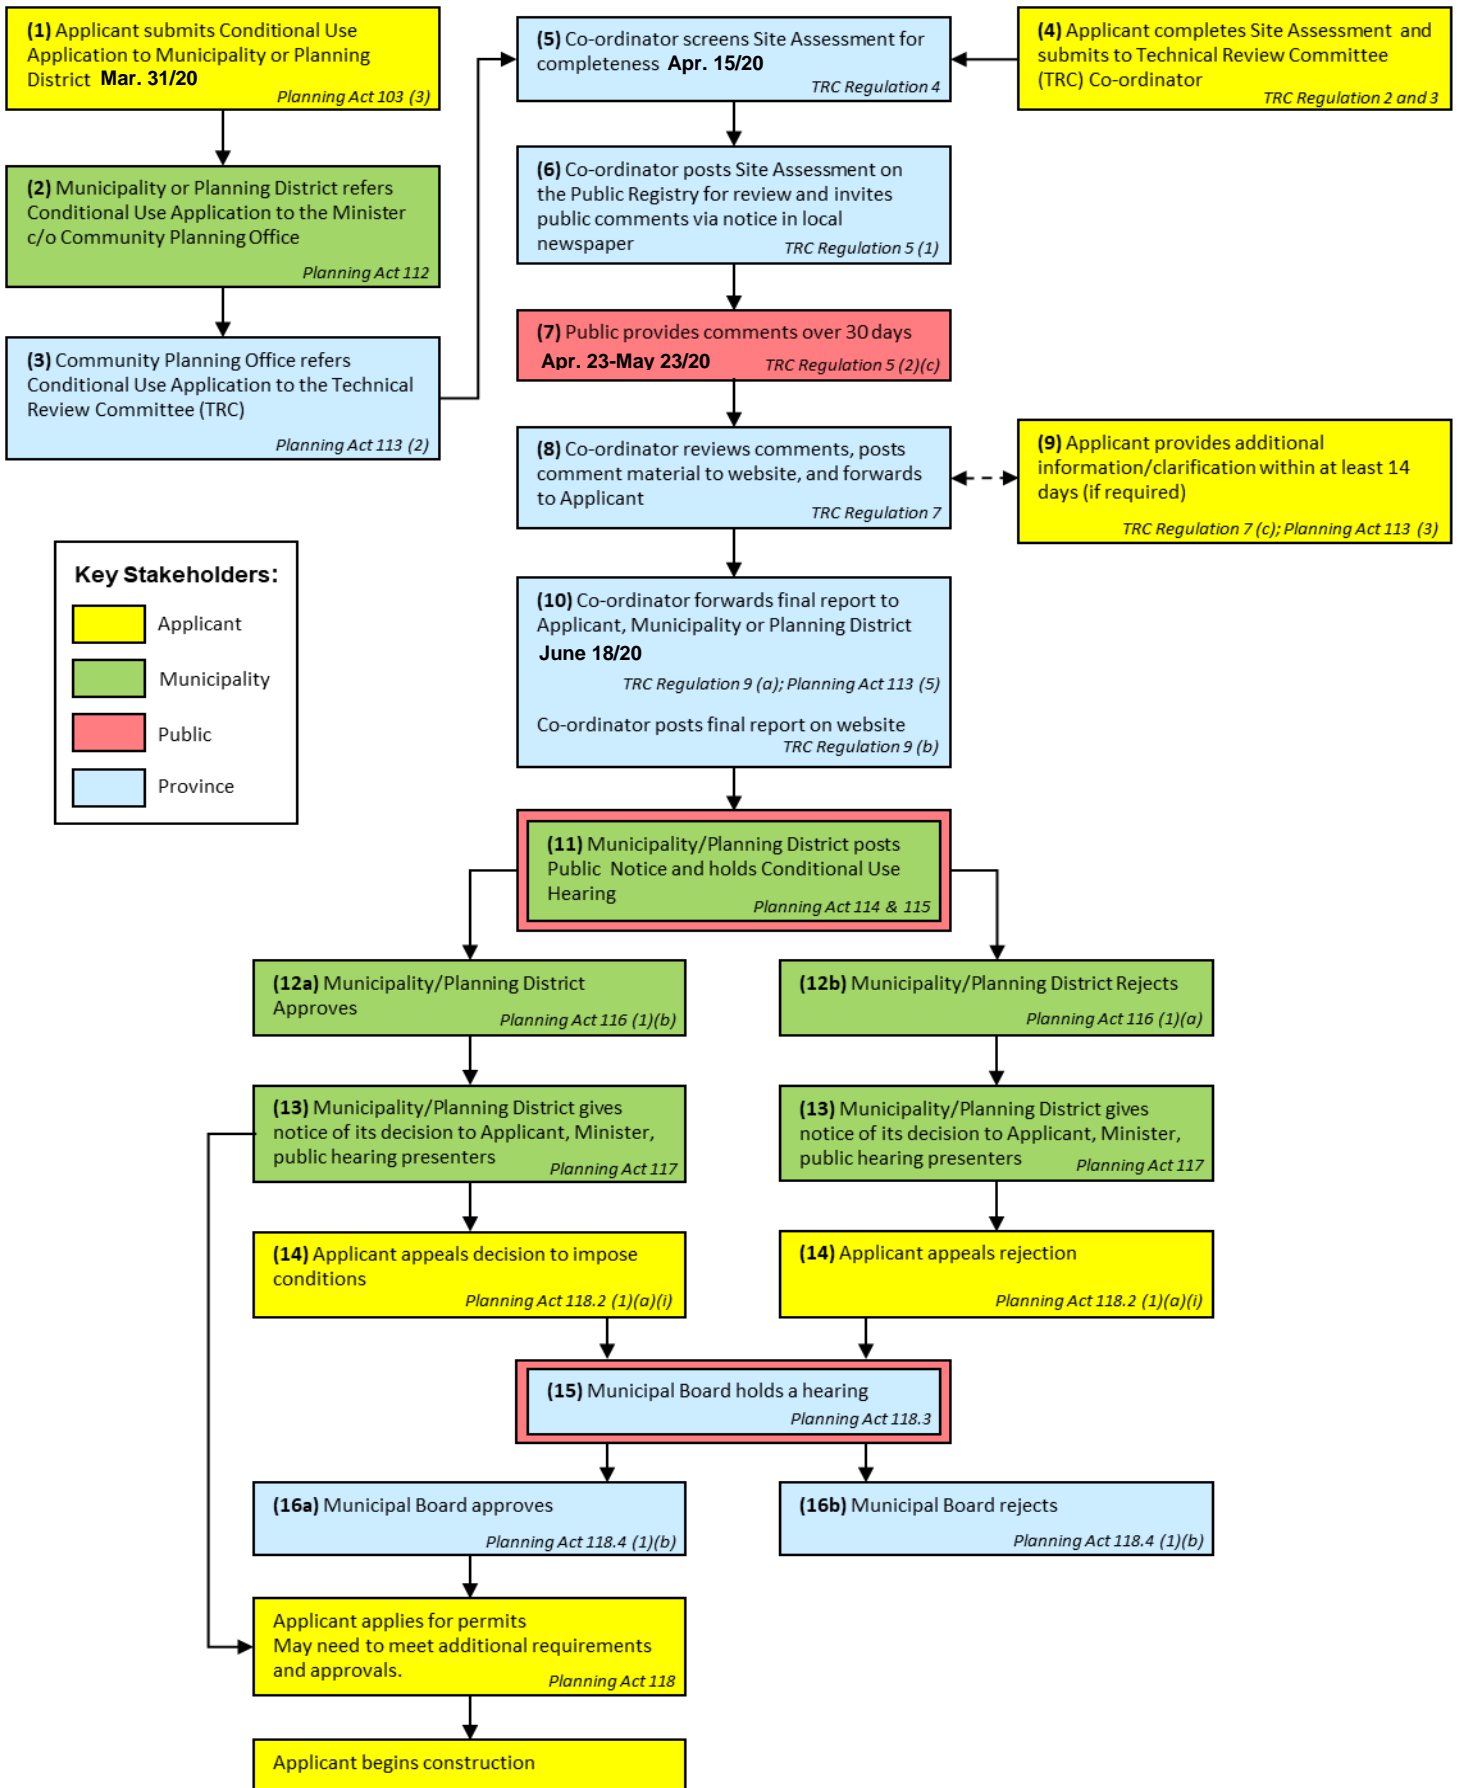 (1) Applicant submits Conditional Use
Application to Municipality or Planning
District Mar. 31/20
Planning Act 103 (3)
(2) Municipality or Planning District refers
Conditional Use Application to the Minister
c/o Community Planning Office
Planning Act 112
(3) Community Planning Office refers
Conditional Use Application to the Technical
Review Committee (TRC)
Planning Act 113 (2)
(4) Applicant completes Site Assessment and
submits to Technical Review Committee
(TRC) Co-ordinator
TRC Regulation 2 and 3
(5) Co-ordinator screens Site Assessment for
completeness Apr. 15/20
TRC Regulation 4
(6) Co-ordinator posts Site Assessment on
the Public Registry for review and invites
public comments via notice in local
newspaper
TRC Regulation 5 (1)
(7) Public provides comments over 30 days
Apr. 23-May 23/20
TRC Regulation 5 (2)(c)
(8) Co-ordinator reviews comments, posts
comment material to website, and forwards
to Applicant
TRC Regulation 7
(9) Applicant provides additional
information/clarification within at least 14
days (if required)
TRC Regulation 7 (c); Planning Act 113 (3)
Key Stakeholders:
Applicant
Municipality
Public
Province
(10) Co-ordinator forwards final report to
Applicant, Municipality or Planning District
June 18/20
TRC Regulation 9 (a); Planning Act 113 (5)
Co-ordinator posts final report on website
TRC Regulation 9 (b)
(11) Municipality/Planning District posts
Public Notice and holds Conditional Use
Hearing
Planning Act 114 & 115
(12a) Municipality/Planning District
Approves
Planning Act 116 (1)(b)
(12b) Municipality/Planning District Rejects
Planning Act 116 (1)(a)
(13) Municipality/Planning District gives
notice of its decision to Applicant, Minister,
public hearing presenters
Planning Act 117
(13) Municipality/Planning District gives
notice of its decision to Applicant, Minister,
public hearing presenters
Planning Act 117
(14) Applicant appeals decision to impose
conditions
Planning Act 118.2 (1)(a)(i)
(14) Applicant appeals rejection
Planning Act 118.2 (1)(a)(i)
(15) Municipal Board holds a hearing
Planning Act 118.3
(16a) Municipal Board approves
Planning Act 118.4 (1)(b)
(16b) Municipal Board rejects
Planning Act 118.4 (1)(b)
Applicant applies for permits
May need to meet additional requirements
and approvals.
Planning Act 118
Applicant begins construction